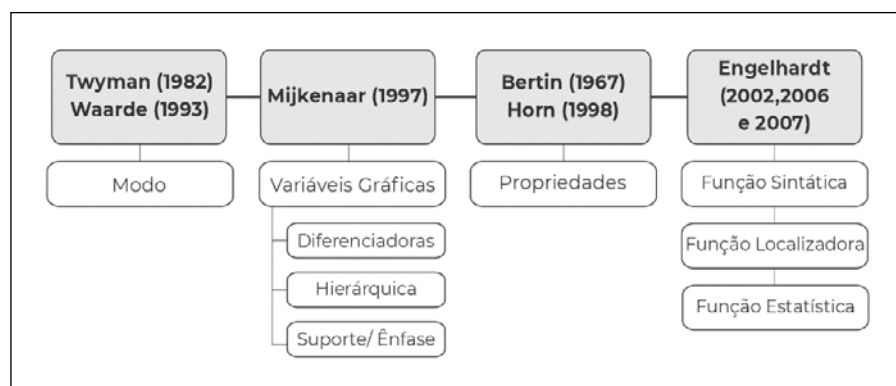 Twyman (1982)
Waarde (1993)
Modo
Mijkenaar (1997)
Variáveis Gráficas
Diferenciadoras
Hierárquica
Suporte/ Ênfase
Bertin (1967)
Horn (1998)
Propriedades
Engelhardt
(2002,2006
e 2007)
Função Sintática
Função Localizadora
Função Estatística